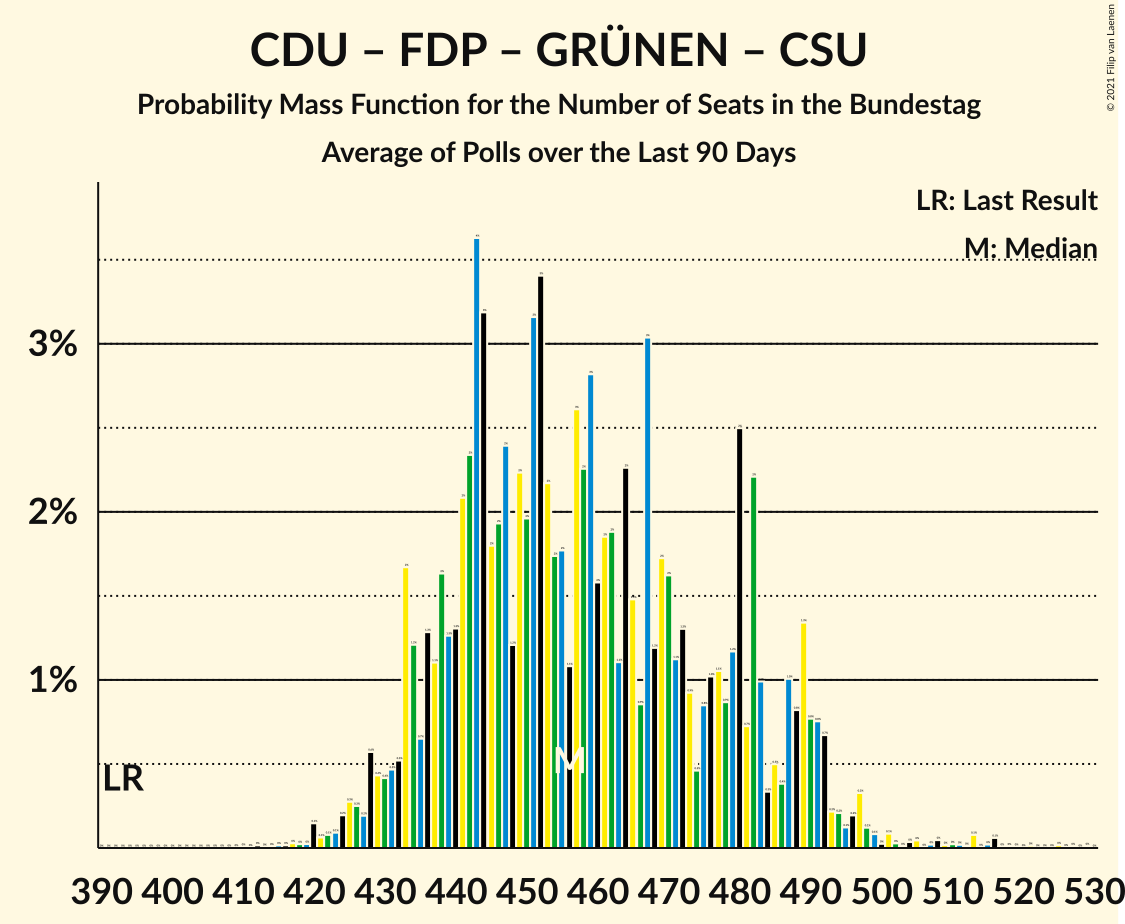 CDU – FDP – GRÜNEN – CSU
Probability Mass Function for the Number of Seats in the Bundestag
Average of Polls over the Last 90 Days
© 2021 Filip van Laenen
LR: Last Result
M: Median
3%
2%
1%
LR
M
390 400 410 420 430 440 450 460 470 480 490 500 510 520 530